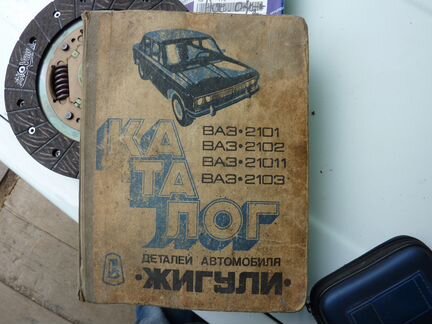 ВАЗ•2101
ВАЗ•2102
ВАЗ•21011
ВАЗ•2103
КА
ТА
ЛОГ
ДЕТАЛЕЙ АВТОМОБИЛЯ
•ЖИГУЛИ•